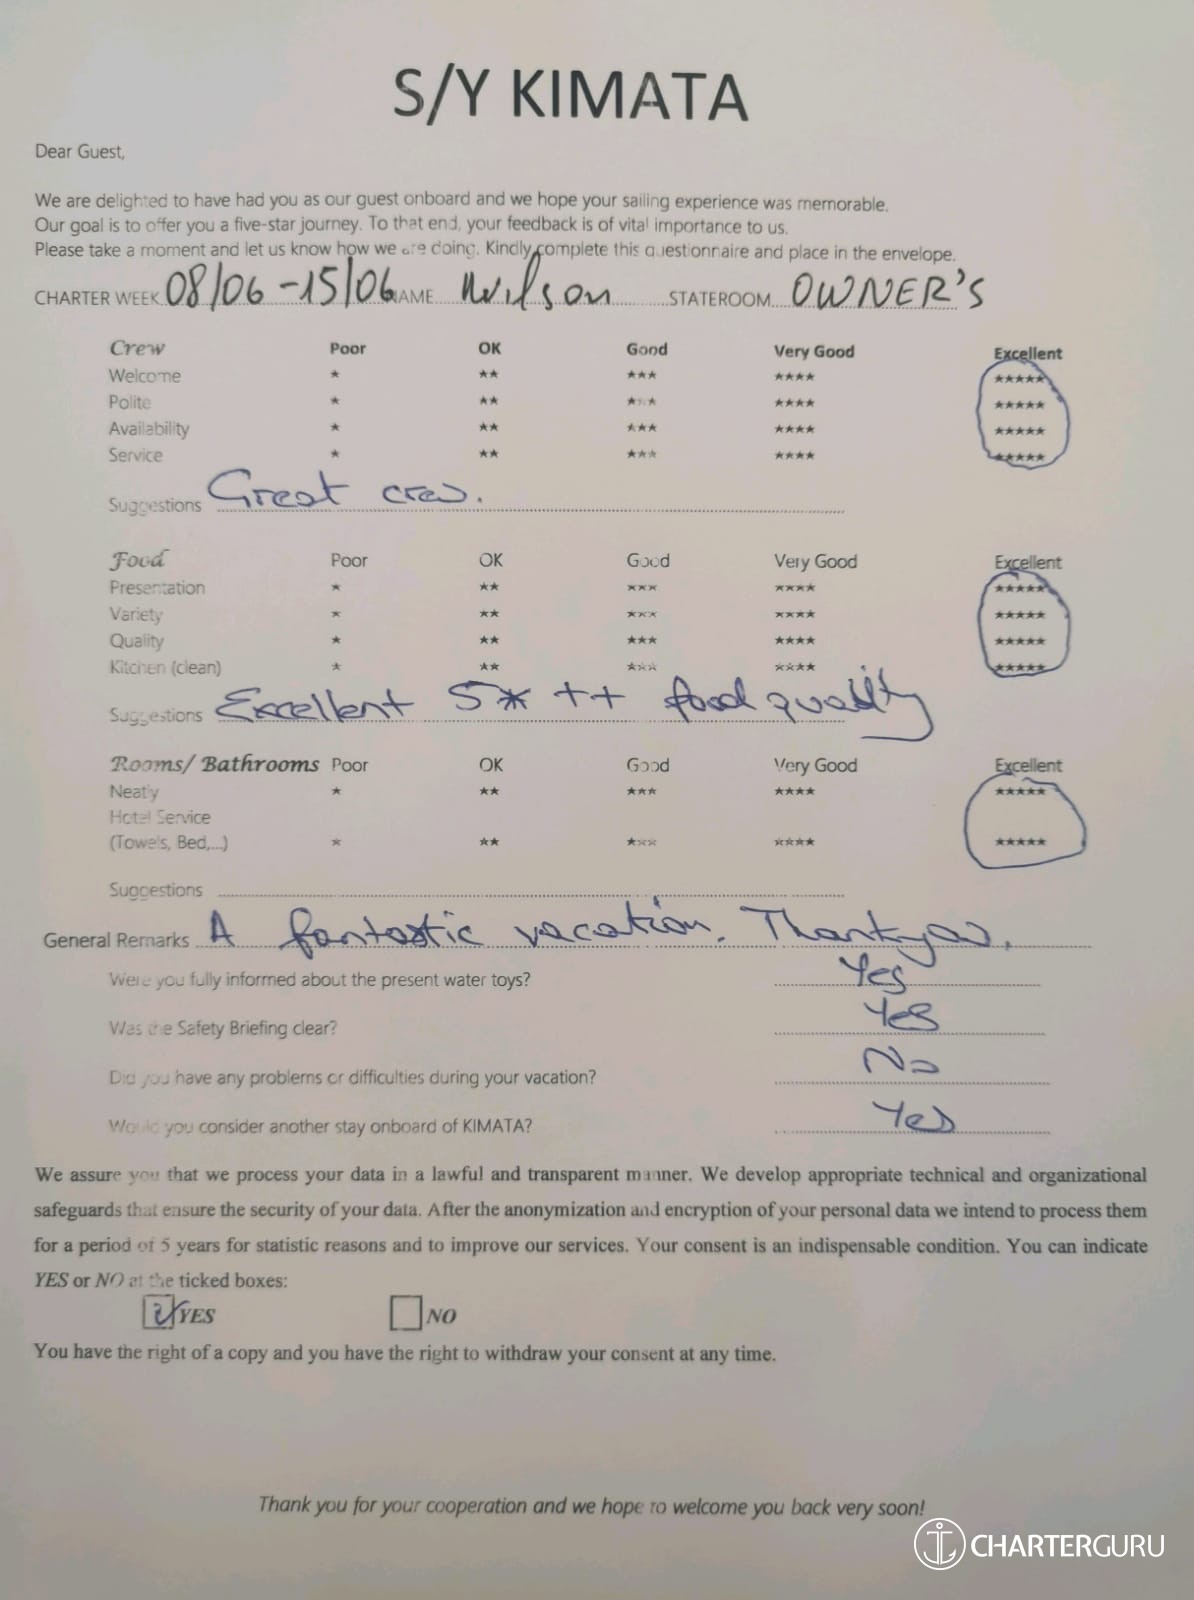 S/Y KIMATA
Dear Guest,
We are delighted to have had you as our guest onboard and we hope your sailing experience was memorable.
Our goal is to offer you a five-star journey. To that end, your feedback is of vital importance to us.
Please take a moment and let us know how we are doing. Kindly complete this questionnaire and place in the envelope.
CHARTER WEEK 08/06-15/06 NAME Wilson STATEROOM OWNER'S
Crew Poor OK Good Very Good Excellent
Welcome * ** *** **** *****
Polite * ** *** **** *****
Availability * ** *** **** *****
Service * ** *** **** *****
Suggestions Great crew.
Food Poor OK Good Very Good Excellent
Presentation * ** *** **** *****
Variety * ** *** **** *****
Quality * ** *** **** *****
Kitchen (clean) * ** *** **** *****
Suggestions Excellent 5* ++ food quality
Rooms/ Bathrooms Poor OK Good Very Good Excellent
Neatly * ** *** **** *****
Hotel Service
(Towels, Bed,...) * ** *** **** *****
Suggestions
General Remarks A fantastic vacation. Thank you.
Were you fully informed about the present water toys? Yes
Was the Safety Briefing clear? Yes
Did you have any problems or difficulties during your vacation? No
Would you consider another stay onboard of KIMATA? Yes
We assure you that we process your data in a lawful and transparent manner. We develop appropriate technical and organizational
safeguards that ensure the security of your data. After the anonymization and encryption of your personal data we intend to process them
for a period of 5 years for statistic reasons and to improve our services. Your consent is an indispensable condition. You can indicate
YES or NO at the ticked boxes:
YES NO
You have the right of a copy and you have the right to withdraw your consent at any time.
Thank you for your cooperation and we hope to welcome you back very soon!
CHARTERGURU